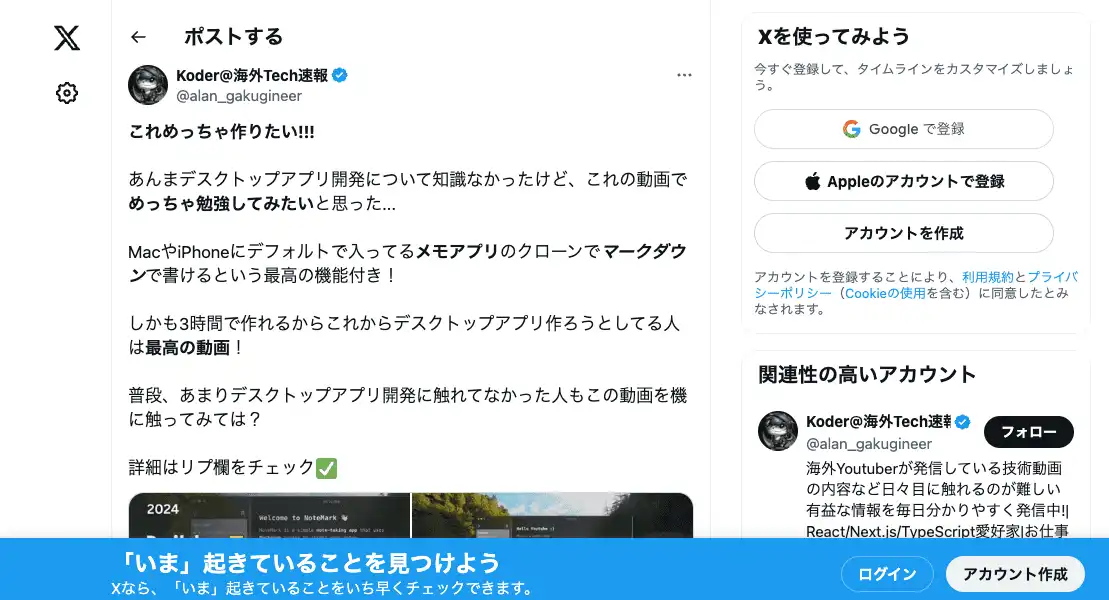 ポストする
Koder@海外Tech速報
@alan_gakugineer
これめっちゃ作りたい!!!
あんまデスクトップアプリ開発について知識なかったけど、これの動画で
めっちゃ勉強してみたいと思った...
MacやiPhoneにデフォルトで入ってるメモアプリのクローンでマークダウ
ンで書けるという最高の機能付き！
しかも3時間で作れるからこれからデスクトップアプリ作ろうとしてる人
は最高の動画！
普段、あまりデスクトップアプリ開発に触れてなかった人もこの動画を機
に触ってみては？
詳細はリプ欄をチェック✅
2024
Welcome to NoteMark
NoteMark is a simple note-taking app that uses
Hello Youtube :)
Xを使ってみよう
今すぐ登録して、タイムラインをカスタマイズしましょ
う。
Google で登録
Appleのアカウントで登録
アカウントを作成
アカウントを登録することにより、利用規約とプライバ
シーポリシー（Cookieの使用を含む）に同意したとみ
なされます。
関連性の高いアカウント
Koder@海外Tech速報
@alan_gakugineer
フォロー
海外Youtuberが発信している技術動画
の内容など日々目に触れるのが難しい
有益な情報を毎日分かりやすく発信中!|
React/Next.js/TypeScript愛好家|お仕事
「いま」起きていることを見つけよう
Xなら、「いま」起きていることをいち早くチェックできます。
ログイン
アカウント作成